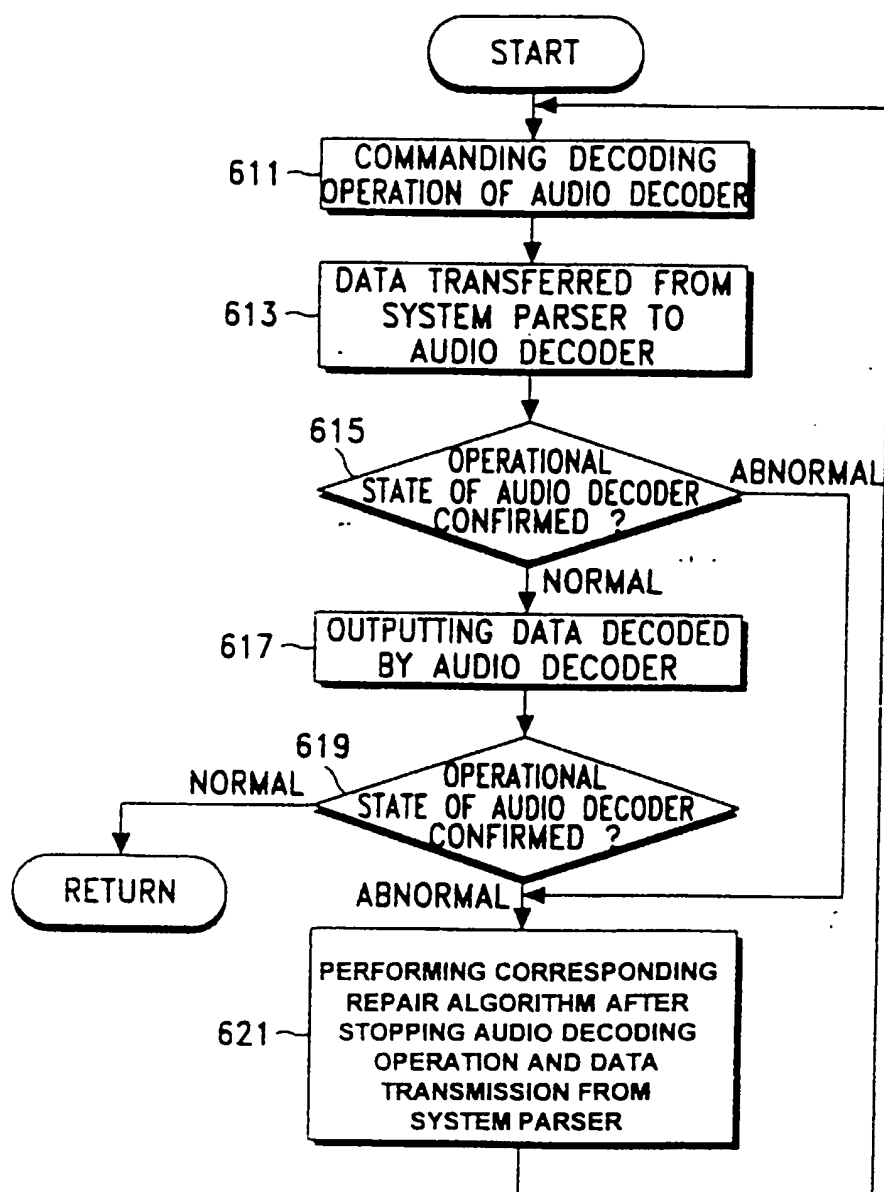 START
611
COMMANDING DECODING
OPERATION OF AUDIO DECODER
613
DATA TRANSFERRED FROM
SYSTEM PARSER TO
AUDIO DECODER
615
OPERATIONAL
STATE OF AUDIO DECODER
CONFIRMED ?
ABNORMAL
NORMAL
617
OUTPUTTING DATA DECODED
BY AUDIO DECODER
619
OPERATIONAL
STATE OF AUDIO DECODER
CONFIRMED ?
NORMAL
RETURN
ABNORMAL
621
PERFORMING CORRESPONDING
REPAIR ALGORITHM AFTER
STOPPING AUDIO DECODING
OPERATION AND DATA
TRANSMISSION FROM
SYSTEM PARSER